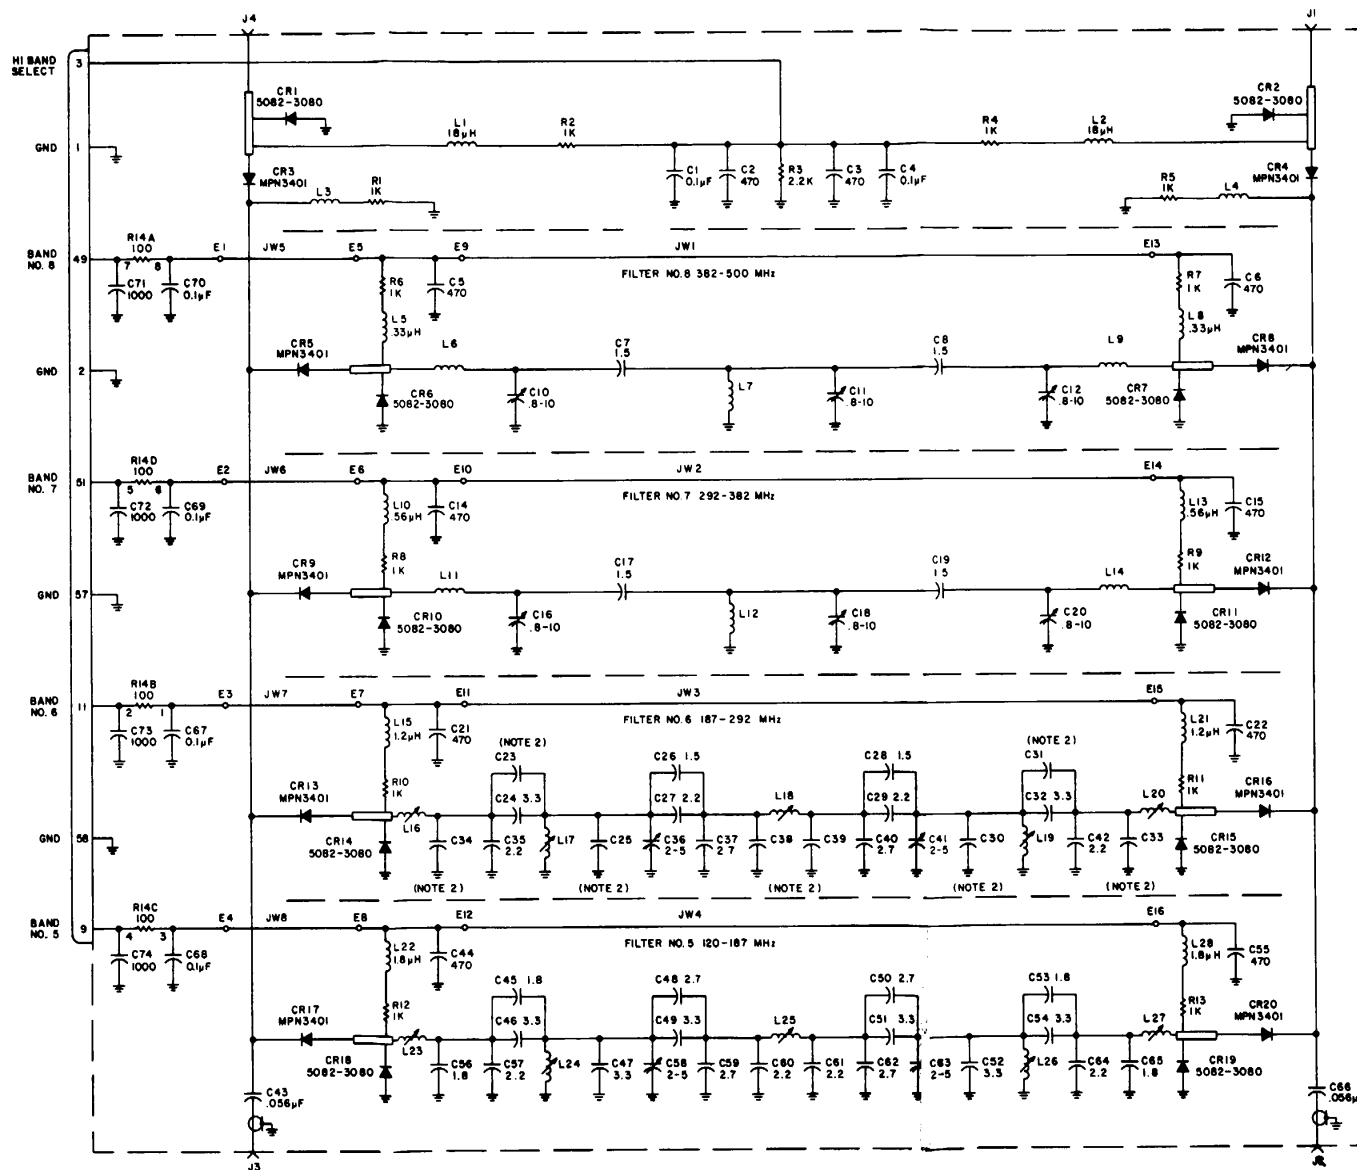 J4
J1
HI BAND
SELECT
3
CR1
5082-3080
CR2
5082-3080
L1
18µH
R2
1K
R4
1K
L2
18µH
GND
1
C1
0.1µF
C2
470
R3
2.2K
C3
470
C4
0.1µF
CR3
MPN3401
CR4
MPN3401
L3
R1
1K
R5
1K
L4
BAND
NO. 8
49
R14A
100
7
8
E1
JW5
E5
E9
JW1
E13
FILTER NO.8 382-500 MHz
C71
1000
C70
0.1µF
R6
1K
C5
470
R7
1K
C6
470
L5
.33µH
L8
.33µH
GND
2
CR5
MPN3401
L6
C7
1.5
C8
1.5
L9
CR8
MPN3401
CR6
5082-3080
C10
.8-10
L7
C11
.8-10
C12
.8-10
CR7
5082-3080
BAND
NO. 7
51
R14D
100
5
6
E2
JW6
E6
E10
JW2
E14
FILTER NO.7 292-382 MHz
C72
1000
C69
0.1µF
L10
.56µH
C14
470
L13
.56µH
C15
470
R8
1K
R9
1K
GND
57
CR9
MPN3401
L11
C17
1.5
C19
1.5
L14
CR12
MPN3401
CR10
5082-3080
C16
.8-10
L12
C18
.8-10
C20
.8-10
CR11
5082-3080
BAND
NO. 6
11
R14B
100
2
1
E3
JW7
E7
E11
JW3
E15
FILTER NO.6 187-292 MHz
C73
1000
C67
0.1µF
L15
1.2µH
C21
470
L21
1.2µH
C22
470
(NOTE 2)
C23
C26 1.5
C28 1.5
(NOTE 2)
C31
R10
1K
R11
1K
CR13
MPN3401
L16
C24 3.3
C27 2.2
L18
C29 2.2
C32 3.3
L20
CR16
MPN3401
GND
58
CR14
5082-3080
C34
C35
2.2
L17
C25
C36
2-5
C37
2.7
C38
C39
C40
2.7
C41
2-5
C30
L19
C42
2.2
C33
CR15
5082-3080
(NOTE 2)
(NOTE 2)
(NOTE 2)
(NOTE 2)
(NOTE 2)
BAND
NO. 5
9
R14C
100
4
3
E4
JW8
E8
E12
JW4
E16
FILTER NO.5 120-187 MHz
C74
1000
C68
0.1µF
L22
1.8µH
C44
470
L28
1.8µH
C55
470
C45 1.8
C48 2.7
C50 2.7
C53 1.8
R12
1K
R13
1K
CR17
MPN3401
L23
C46 3.3
C49 3.3
L25
C51 3.3
C54 3.3
L27
CR20
MPN3401
CR18
5082-3080
C56
1.8
C57
2.2
L24
C47
3.3
C58
2-5
C59
2.7
C60
2.2
C61
2.2
C62
2.7
C63
2-5
C52
3.3
L26
C64
2.2
C65
1.8
CR19
5082-3080
C43
.056µF
C66
.056µ
J3